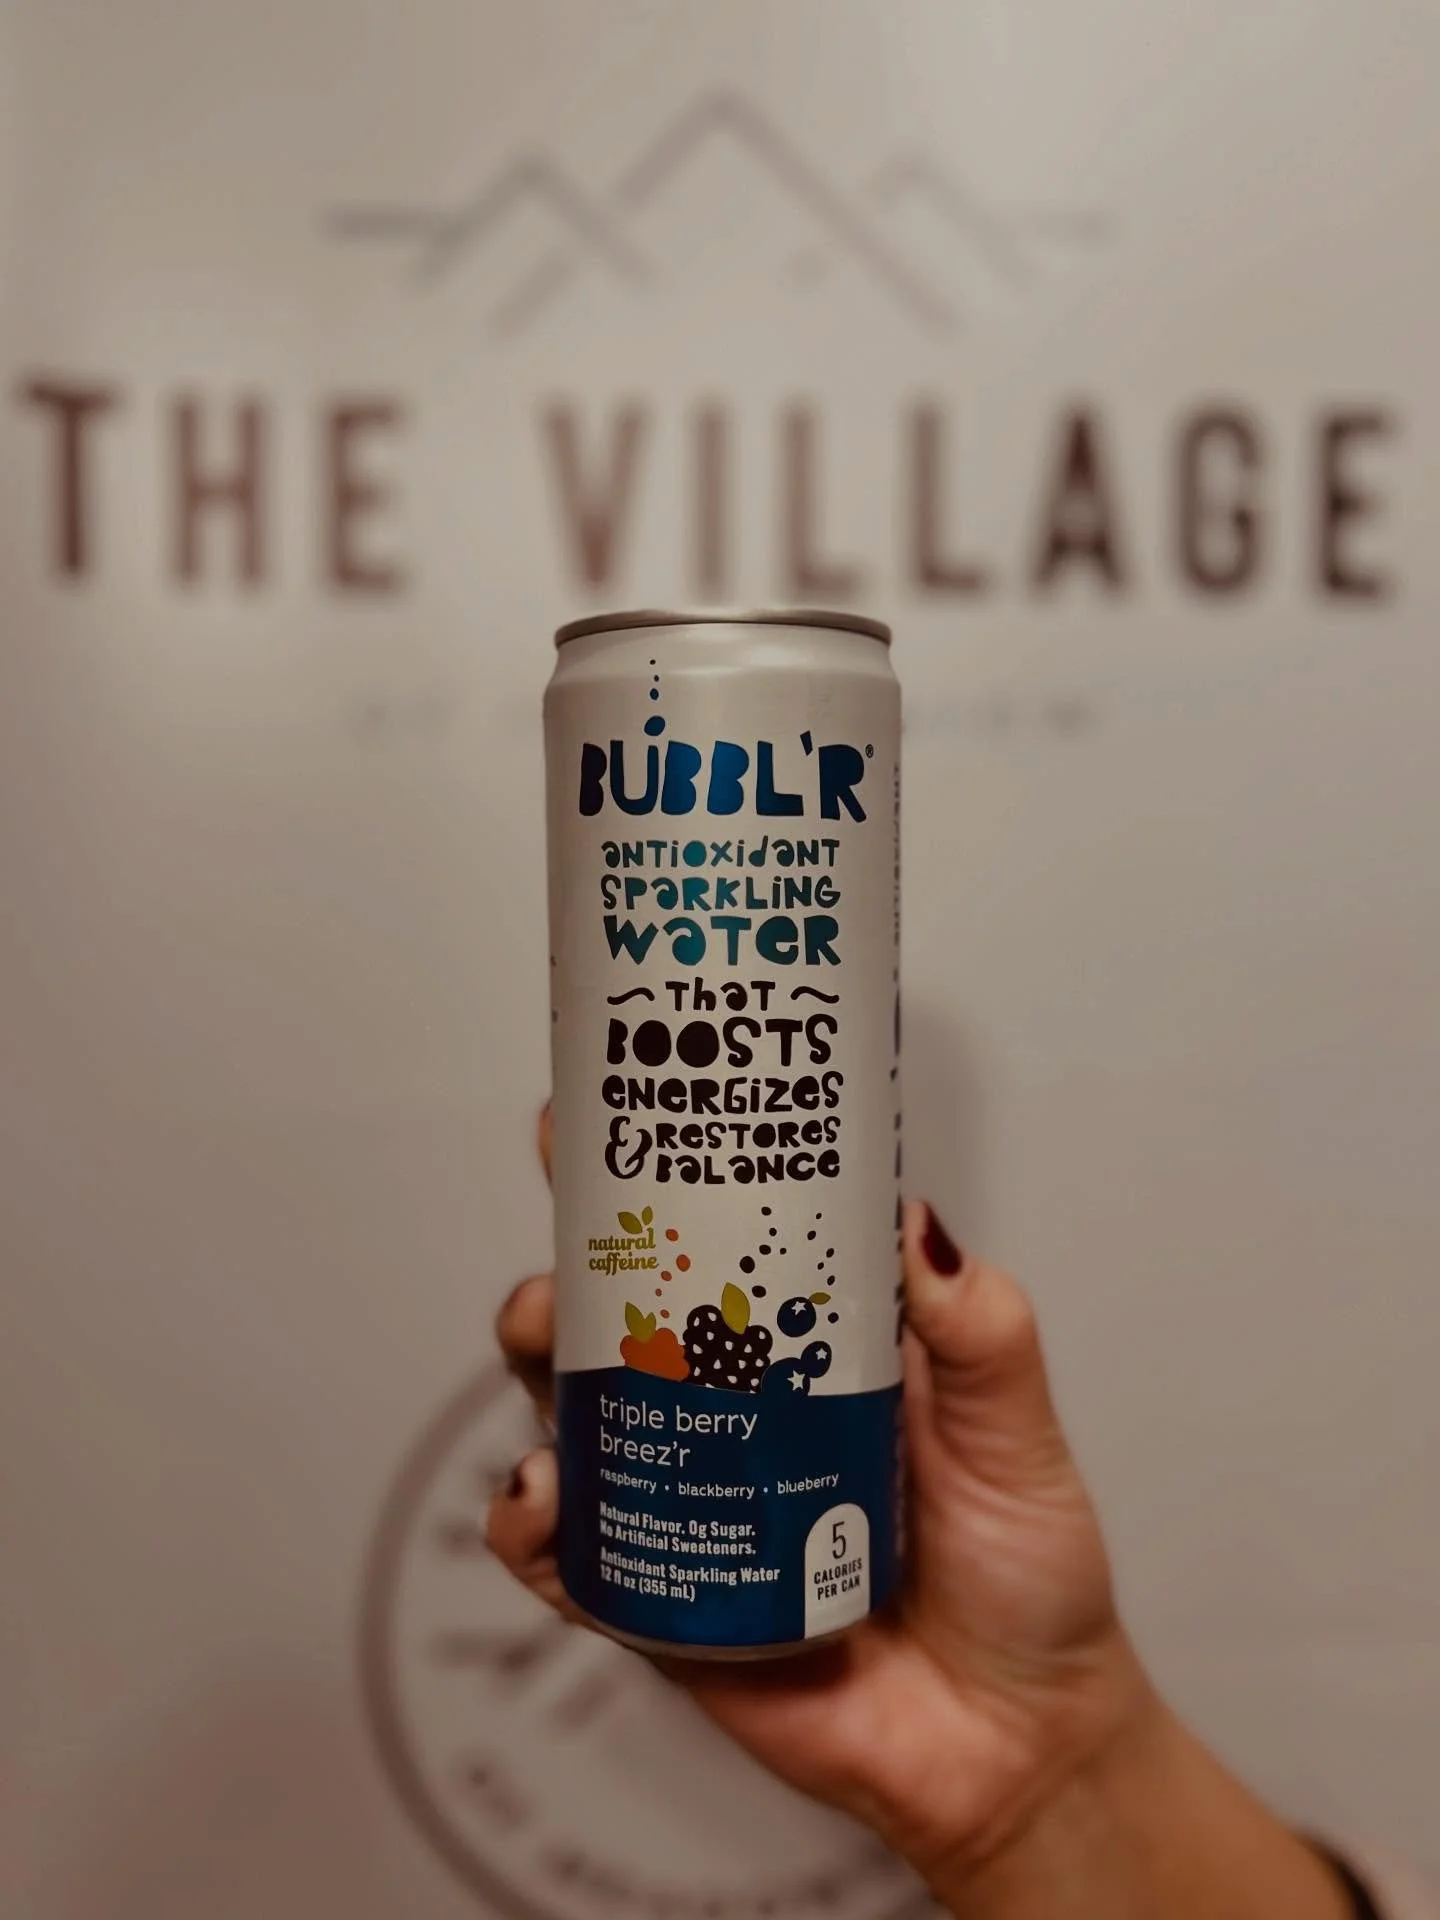 THE VILLAGE
BUBBL'R®
ANTIOXIDANT
SPARKLING
WATER
~ THAT ~
BOOSTS
ENERGIZES
& RESTORES
BALANCE
natural
caffeine
triple berry
breez'r
raspberry • blackberry • blueberry
Natural Flavor. 0g Sugar.
No Artificial Sweeteners.
Antioxidant Sparkling Water
12 fl oz (355 mL)
5
CALORIES
PER CAN